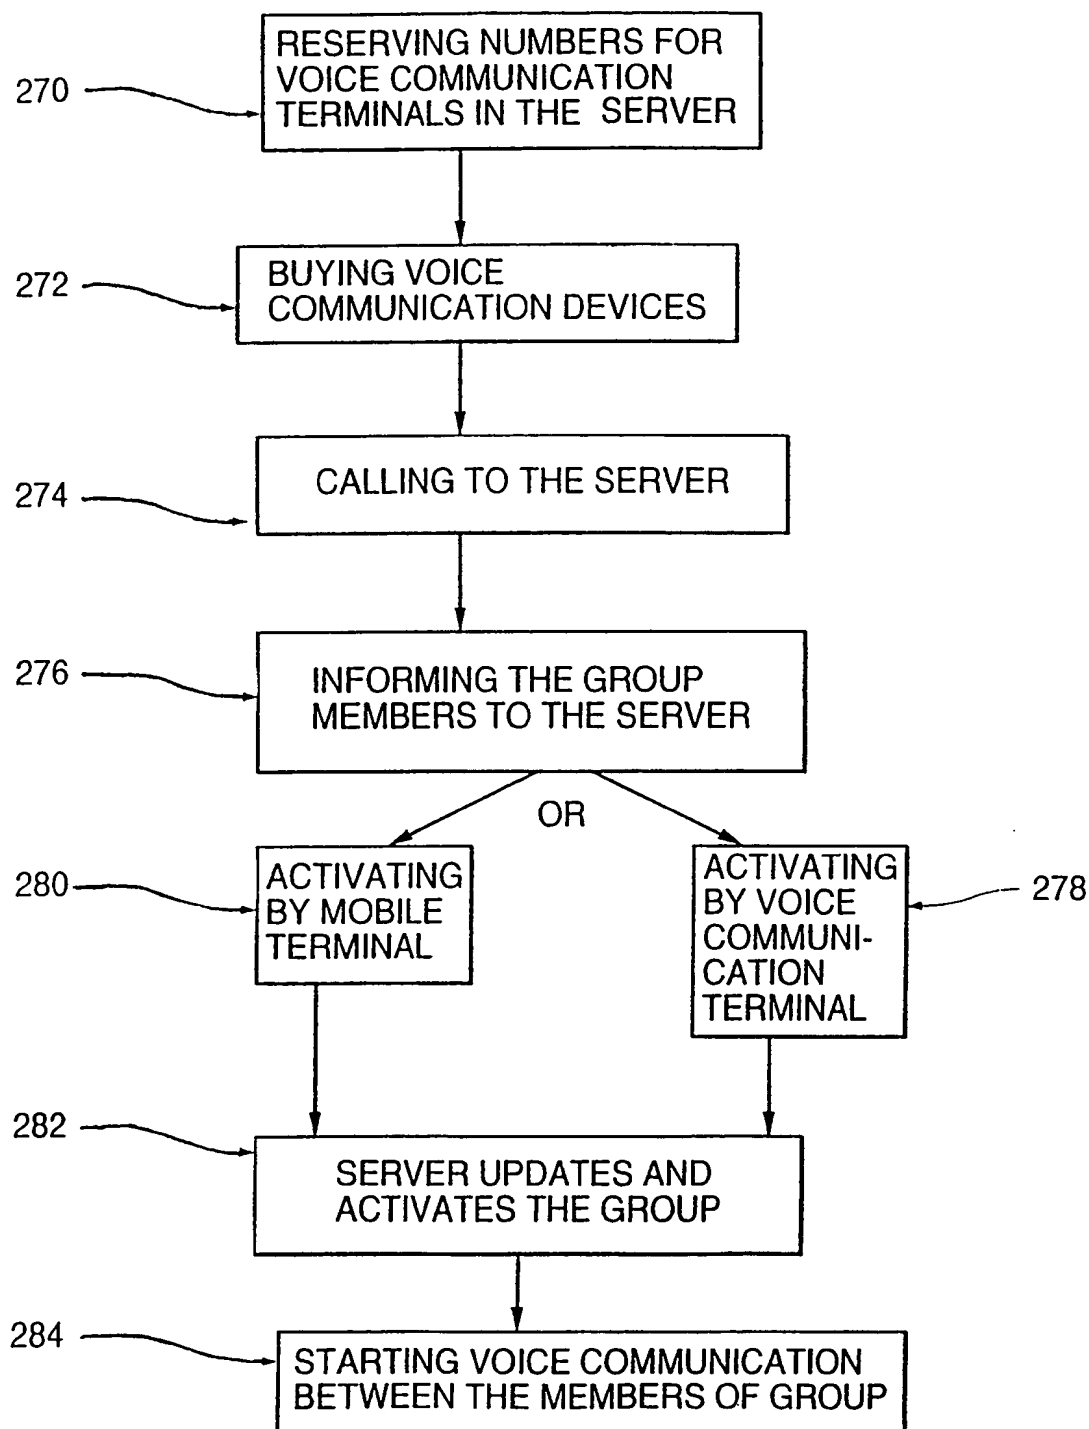 RESERVING NUMBERS FOR
VOICE COMMUNICATION
TERMINALS IN THE SERVER
270
BUYING VOICE
COMMUNICATION DEVICES
272
CALLING TO THE SERVER
274
INFORMING THE GROUP
MEMBERS TO THE SERVER
276
OR
ACTIVATING
BY MOBILE
TERMINAL
280
ACTIVATING
BY VOICE
COMMUNI-
CATION
TERMINAL
278
SERVER UPDATES AND
ACTIVATES THE GROUP
282
STARTING VOICE COMMUNICATION
BETWEEN THE MEMBERS OF GROUP
284